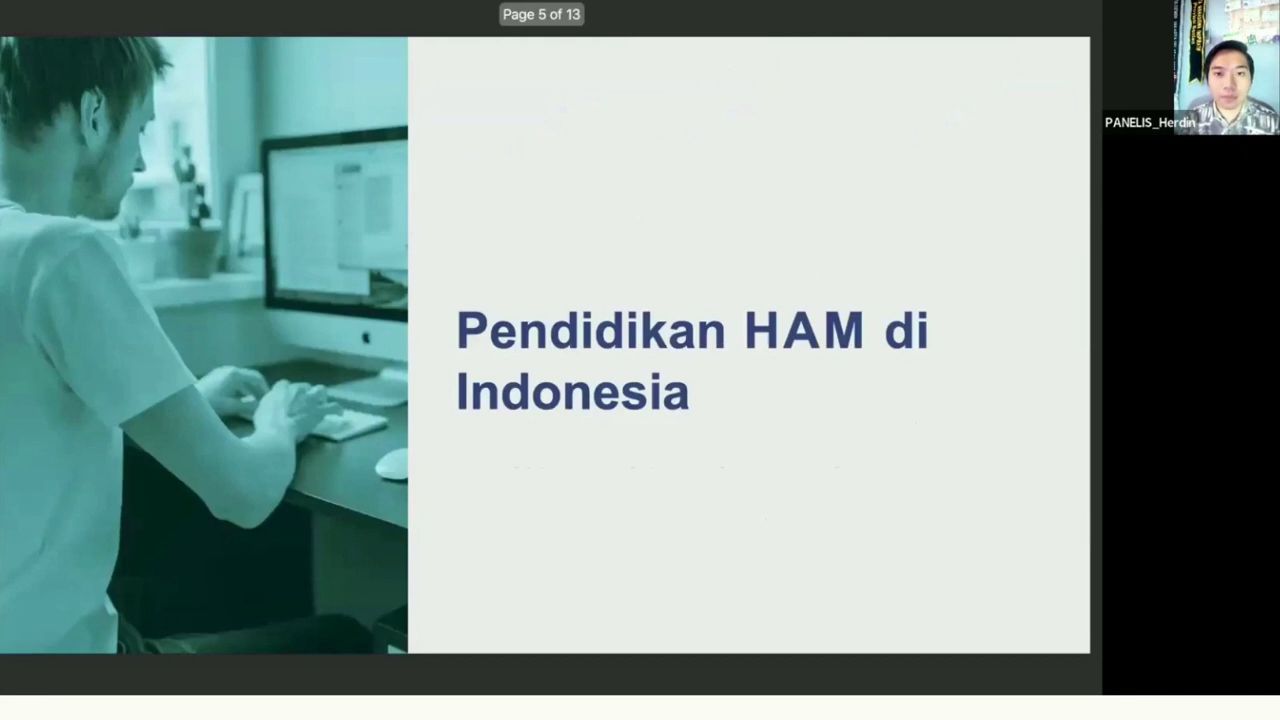 Page 5 of 13
PANELIS_Herdin
Pendidikan HAM di
Indonesia